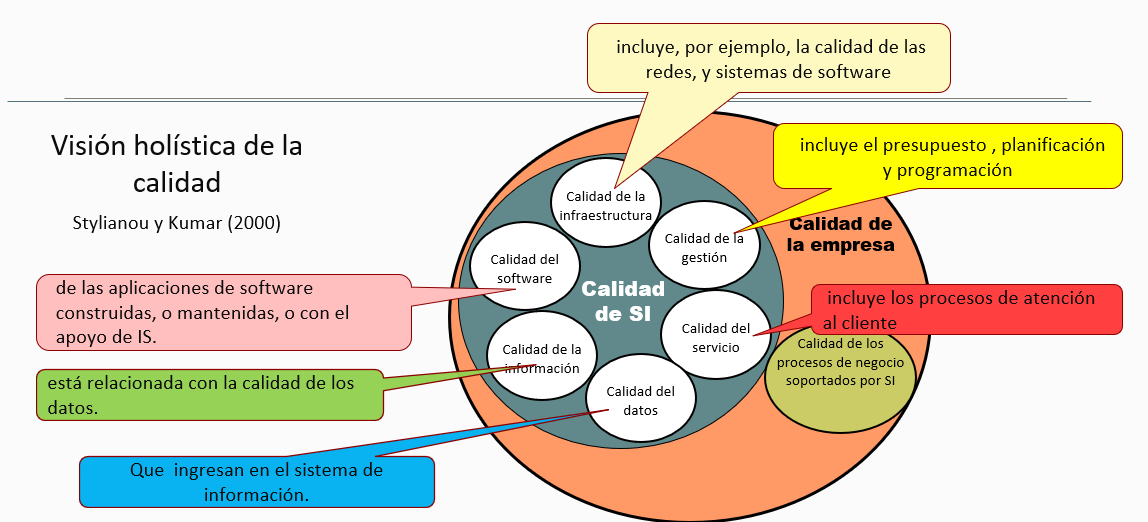 incluye, por ejemplo, la calidad de las
redes, y sistemas de software
Visión holística de la
calidad
Stylianou y Kumar (2000)
incluye el presupuesto , planificación
y programación
Calidad de la
infraestructura
Calidad de la
gestión
Calidad de
la empresa
Calidad del
software
Calidad
de SI
de las aplicaciones de software
construidas, o mantenidas, o con el
apoyo de IS.
incluye los procesos de atención
al cliente
Calidad del
servicio
Calidad de los
procesos de negocio
soportados por SI
Calidad de la
información
está relacionada con la calidad de los
datos.
Calidad del
datos
Que  ingresan en el sistema de
información.